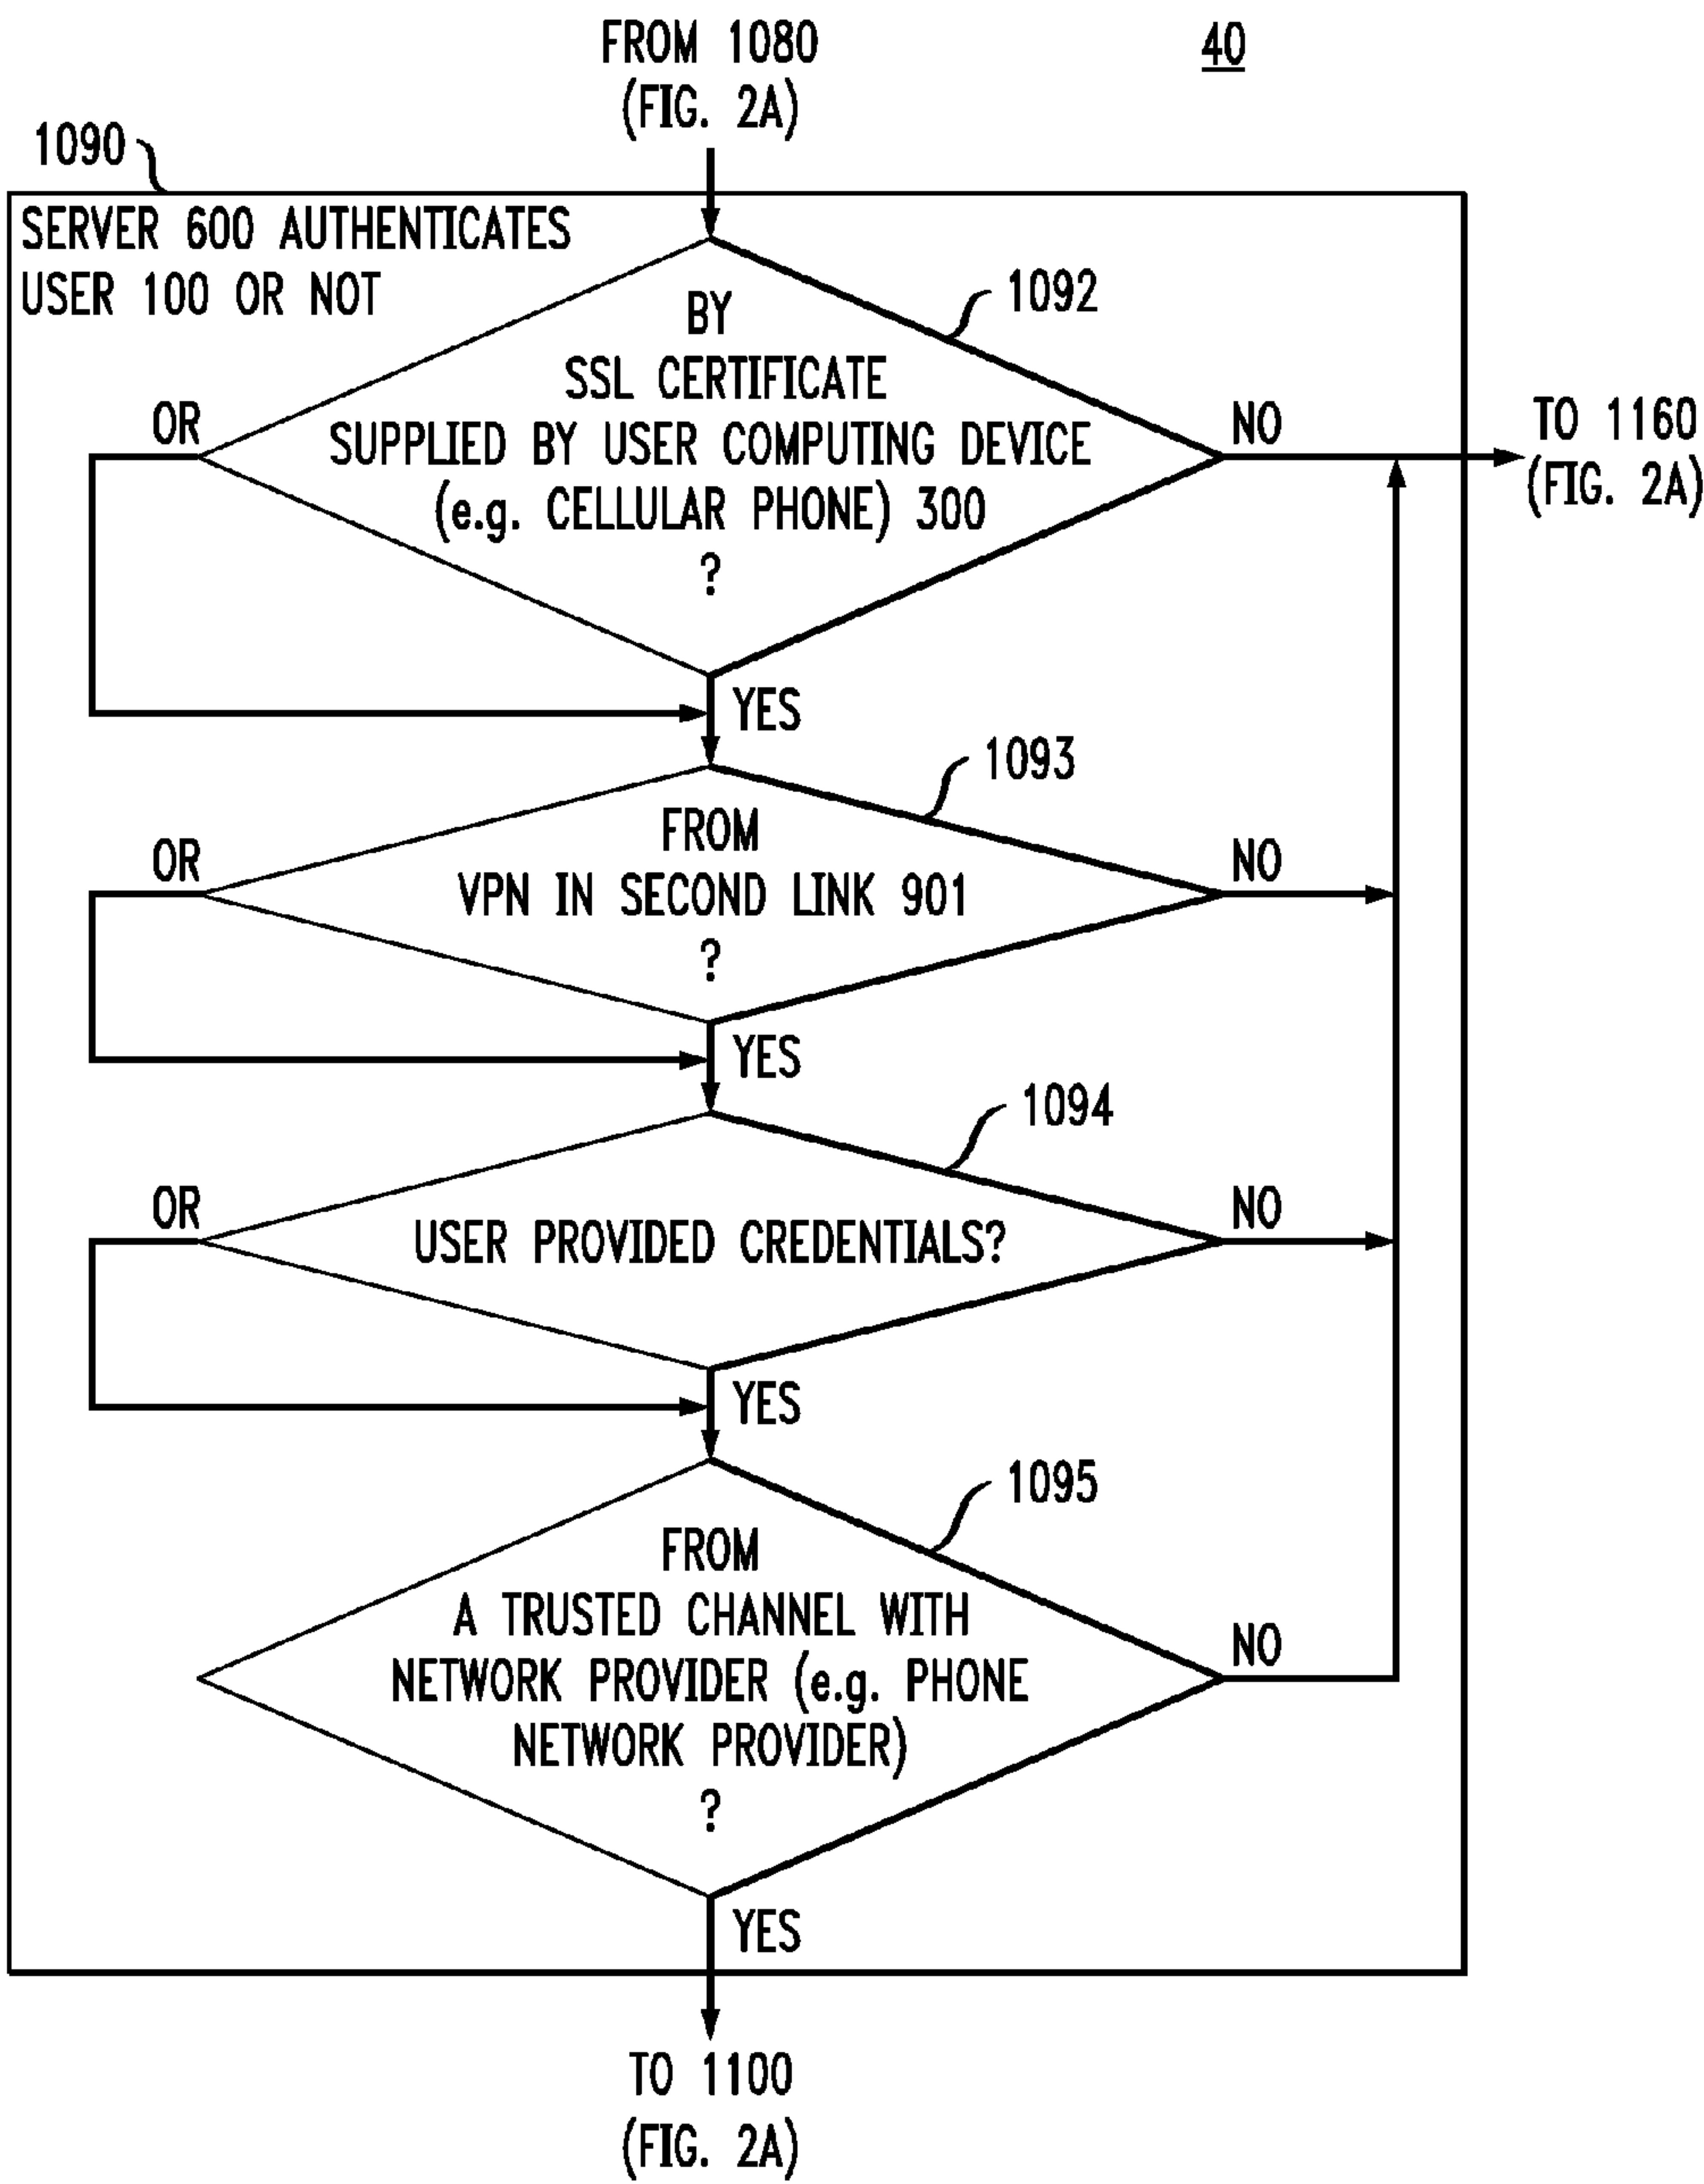 FROM 1080
(FIG. 2A)
40
1090
SERVER 600 AUTHENTICATES
USER 100 OR NOT
1092
BY
SSL CERTIFICATE
SUPPLIED BY USER COMPUTING DEVICE
(e.g. CELLULAR PHONE) 300
?
OR
NO
TO 1160
(FIG. 2A)
YES
1093
FROM
VPN IN SECOND LINK 901
?
OR
NO
YES
1094
USER PROVIDED CREDENTIALS?
OR
NO
YES
1095
FROM
A TRUSTED CHANNEL WITH
NETWORK PROVIDER (e.g. PHONE
NETWORK PROVIDER)
?
NO
YES
TO 1100
(FIG. 2A)